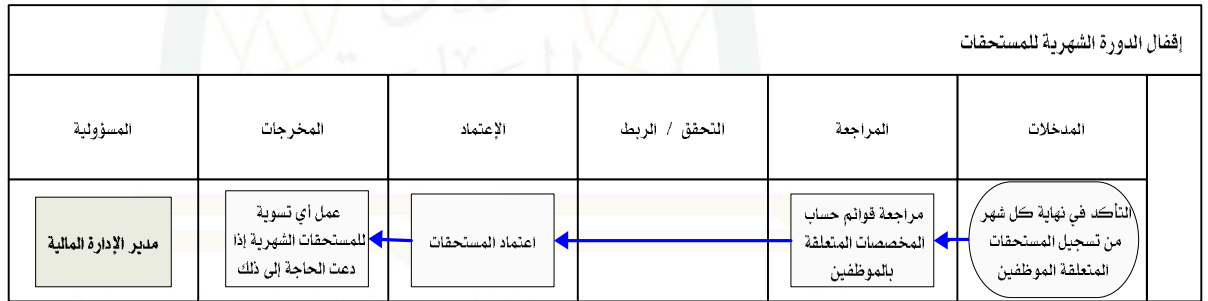 إقفال الدورة الشهرية للمستحقات
المدخلات
المراجعة
التحقق / الربط
الإعتماد
المخرجات
المسؤولية
التأكد في نهاية كل شهر
من تسجيل المستحقات
المتعلقة الموظفين
مراجعة قوائم حساب
المخصصات المتعلقة
بالموظفين
اعتماد المستحقات
عمل أي تسوية
للمستحقات الشهرية إذا
دعت الحاجة إلى ذلك
مدير الإدارة المالية